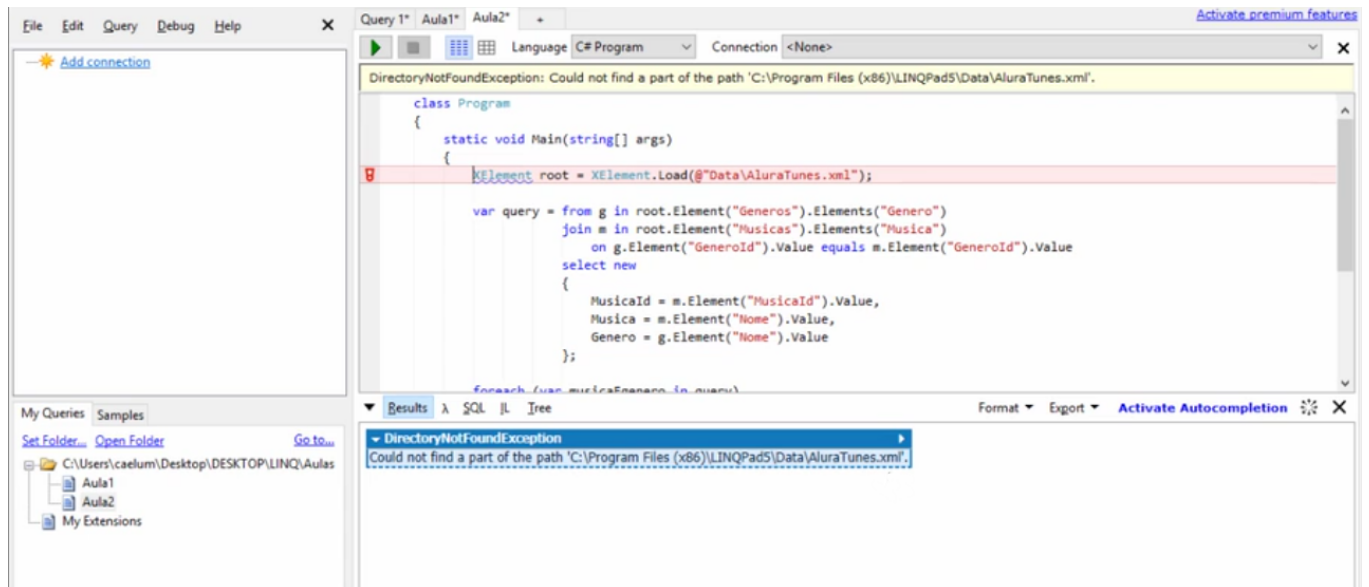 File Edit Query Debug Help
Add connection
Query 1* Aula1* Aula2* +
Activate premium features
Language C# Program Connection <None>
DirectoryNotFoundException: Could not find a part of the path 'C:\Program Files (x86)\LINQPad5\Data\AluraTunes.xml'.
class Program
{
static void Main(string[] args)
{
XElement root = XElement.Load(@"Data\AluraTunes.xml");
var query = from g in root.Element("Generos").Elements("Genero")
join m in root.Element("Musicas").Elements("Musica")
on g.Element("GeneroId").Value equals m.Element("GeneroId").Value
select new
{
MusicaId = m.Element("MusicaId").Value,
Musica = m.Element("Nome").Value,
Genero = g.Element("Nome").Value
};
foreach (var musicaEgenero in query)
My Queries Samples
Set Folder... Open Folder Go to...
C:\Users\caelum\Desktop\DESKTOP\LINQ\Aulas
Aula1
Aula2
My Extensions
Results λ SQL IL Tree
Format Export Activate Autocompletion
DirectoryNotFoundException
Could not find a part of the path 'C:\Program Files (x86)\LINQPad5\Data\AluraTunes.xml'.